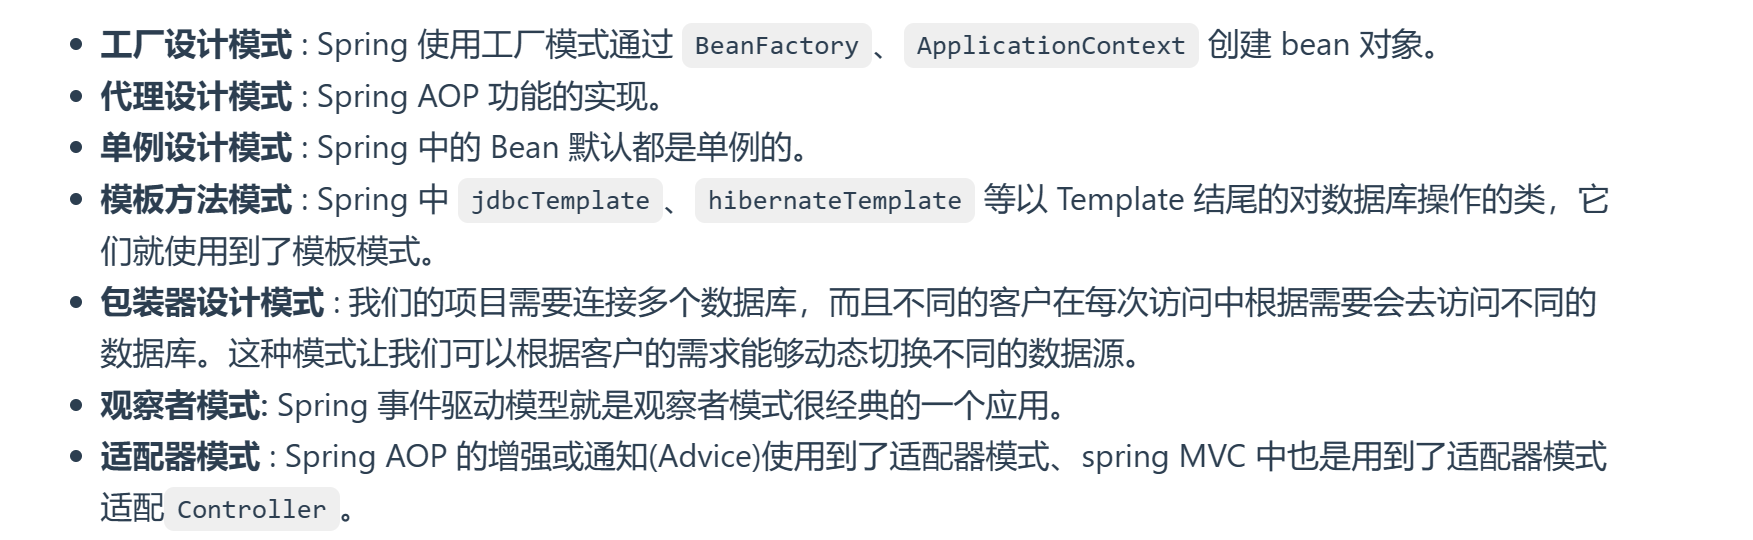 • 工厂设计模式 : Spring 使用工厂模式通过 BeanFactory、ApplicationContext 创建 bean 对象。
• 代理设计模式 : Spring AOP 功能的实现。
• 单例设计模式 : Spring 中的 Bean 默认都是单例的。
• 模板方法模式 : Spring 中 jdbcTemplate、hibernateTemplate 等以 Template 结尾的对数据库操作的类，它
们就使用到了模板模式。
• 包装器设计模式 : 我们的项目需要连接多个数据库，而且不同的客户在每次访问中根据需要会去访问不同的
数据库。这种模式让我们可以根据客户的需求能够动态切换不同的数据源。
• 观察者模式: Spring 事件驱动模型就是观察者模式很经典的一个应用。
• 适配器模式 : Spring AOP 的增强或通知(Advice)使用到了适配器模式、spring MVC 中也是用到了适配器模式
适配Controller。